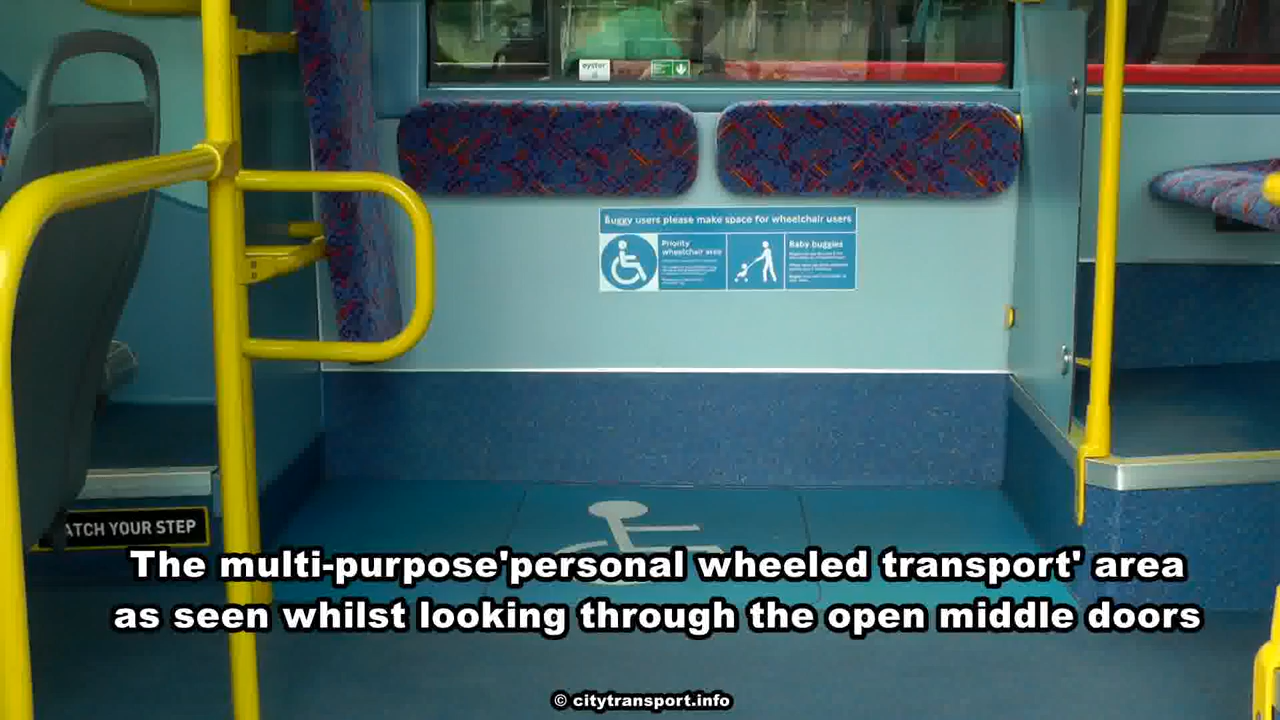 oyster
Buggy users please make space for wheelchair users
Priority
wheelchair area
Baby buggies
ATCH YOUR STEP
The multi-purpose'personal wheeled transport' area
as seen whilst looking through the open middle doors
© citytransport.info